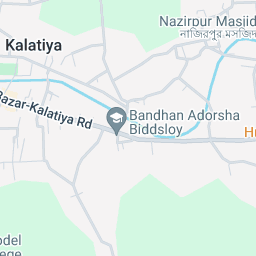 Nazirpur Masjid
নাজিরপুর মসজিদ
Kalatiya
Bazar-Kalatiya Rd
Bandhan Adorsha
Biddsloy